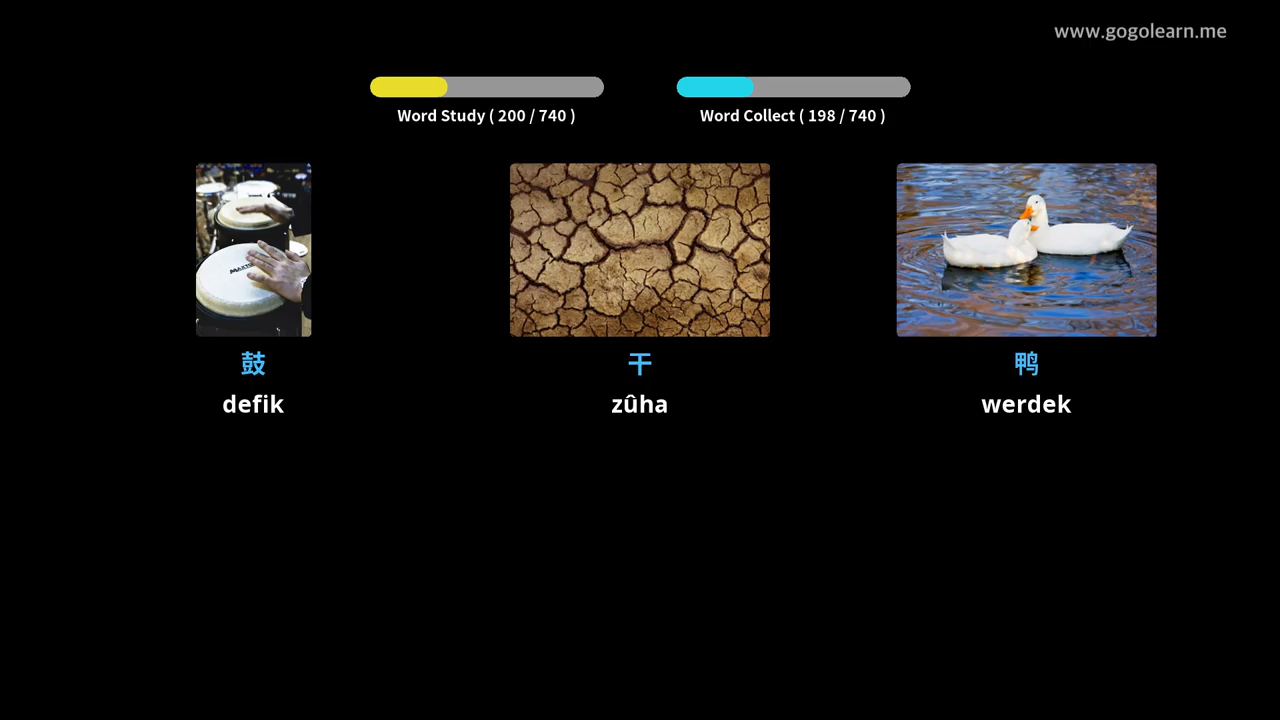 www.gogolearn.me
Word Study ( 200 / 740 )
Word Collect ( 198 / 740 )
鼓
干
鸭
defik
zûha
werdek